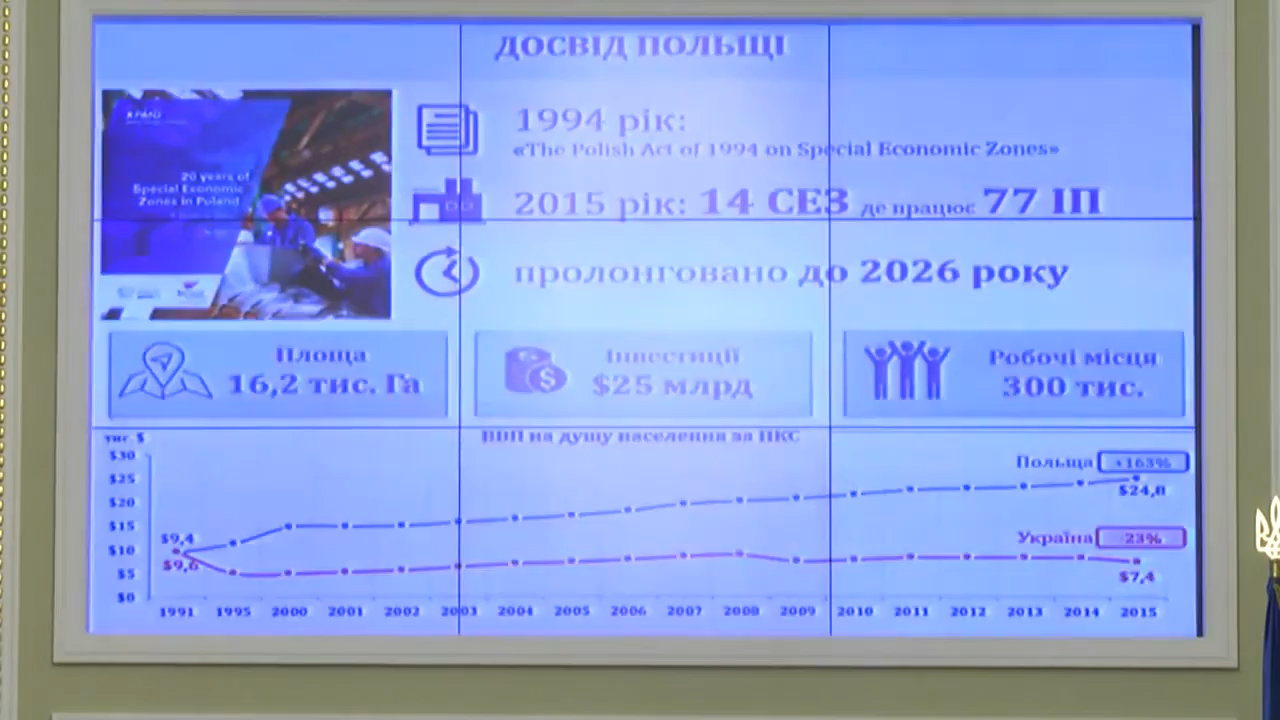 ДОСВІД ПОЛЬЩІ
KPMG
20 years of
Special Economic
Zones in Poland
1994 рік:
«The Polish Act of 1994 on Special Economic Zones»
2015 рік: 14 СЕЗ де працює 77 ІП
пролонговано до 2026 року
Площа
16,2 тис. Га
Інвестиції
$25 млрд
Робочі місця
300 тис.
тис. $
ВВП на душу населення за ПКС
$30
$25
$20
$15
$10
$5
$0
$9,4
$9,6
Польща +163%
$24,8
Україна -23%
$7,4
1991 1995 2000 2001 2002 2003 2004 2005 2006 2007 2008 2009 2010 2011 2012 2013 2014 2015